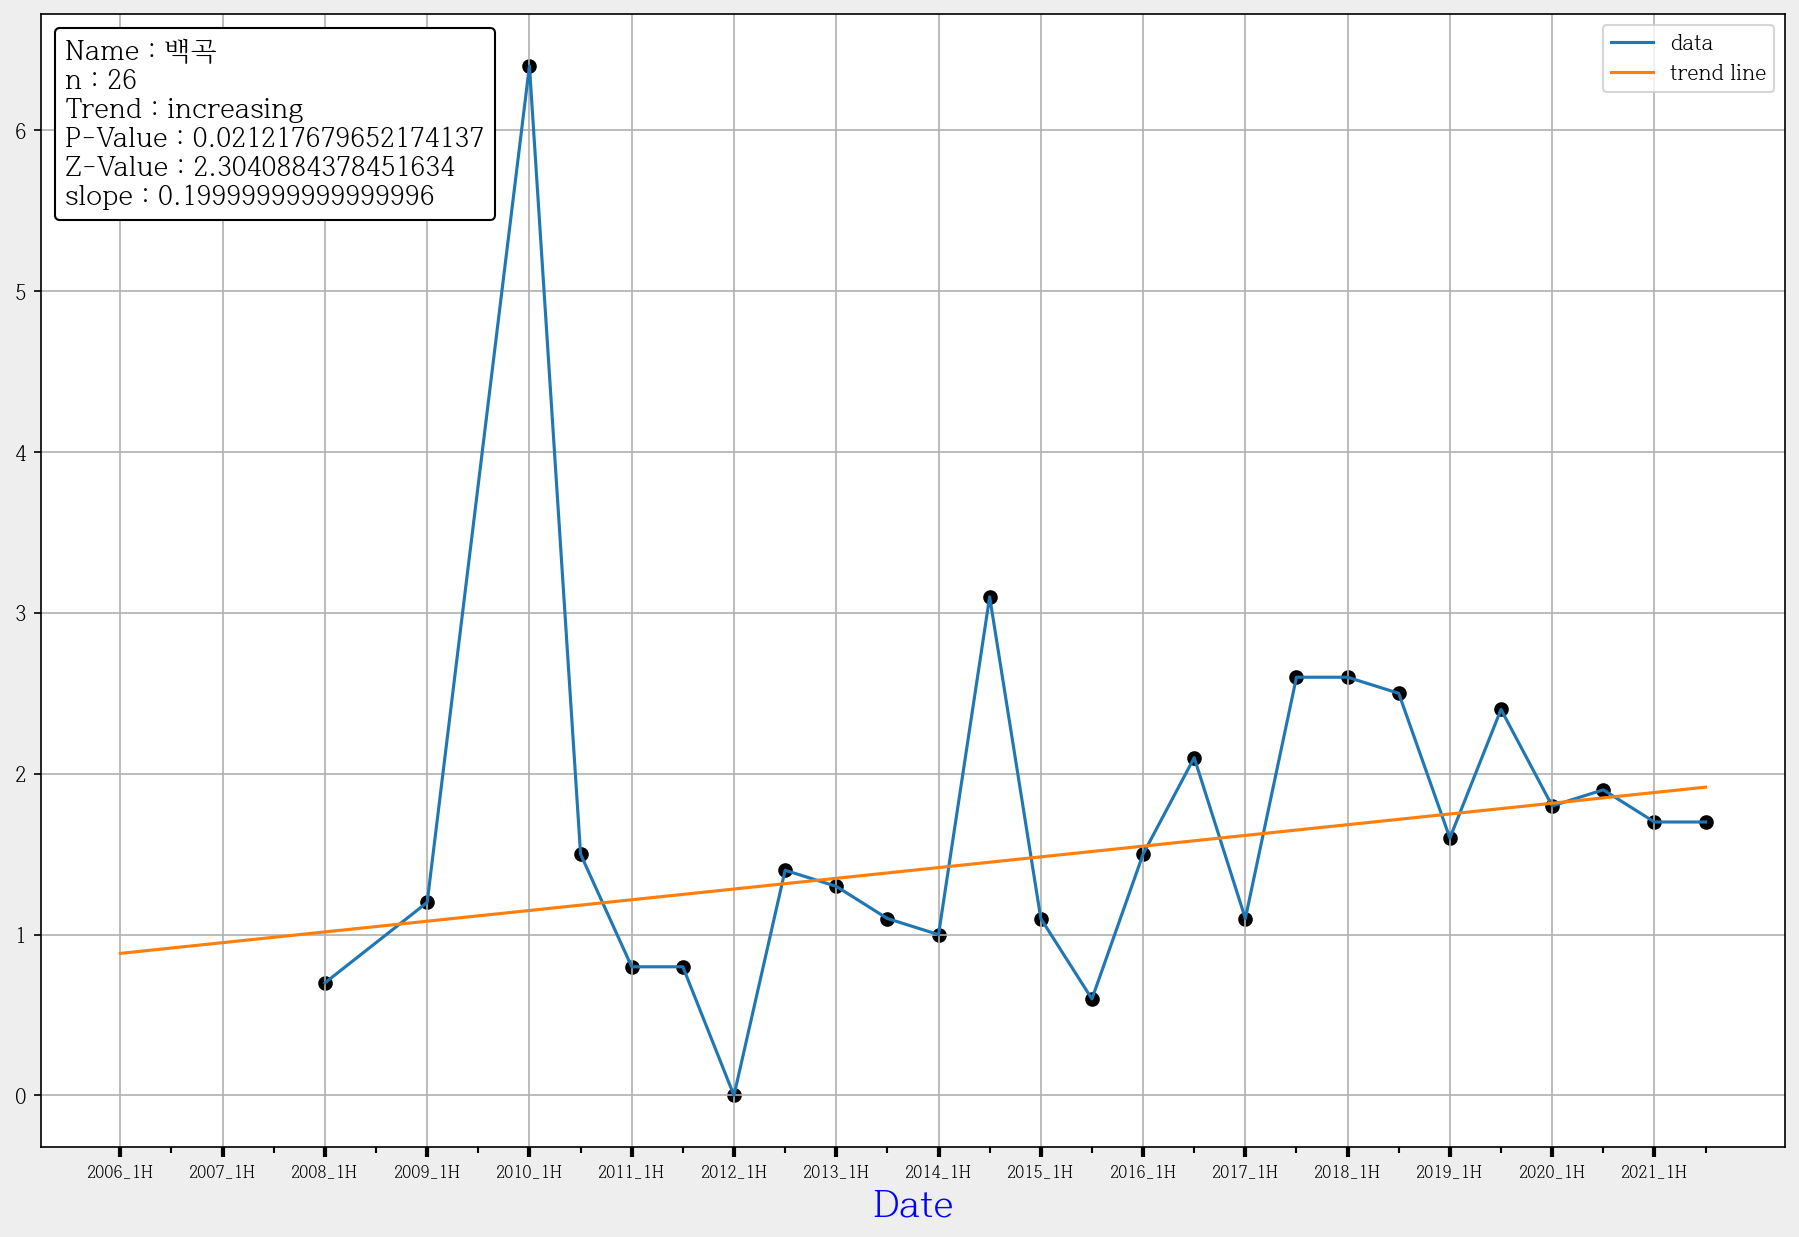 Name : 백곡
n : 26
Trend : increasing
P-Value : 0.021217679652174137
Z-Value : 2.3040884378451634
slope : 0.19999999999999996
data
trend line
6
5
4
3
2
1
0
2006_1H 2007_1H 2008_1H 2009_1H 2010_1H 2011_1H 2012_1H 2013_1H 2014_1H 2015_1H 2016_1H 2017_1H 2018_1H 2019_1H 2020_1H 2021_1H
Date